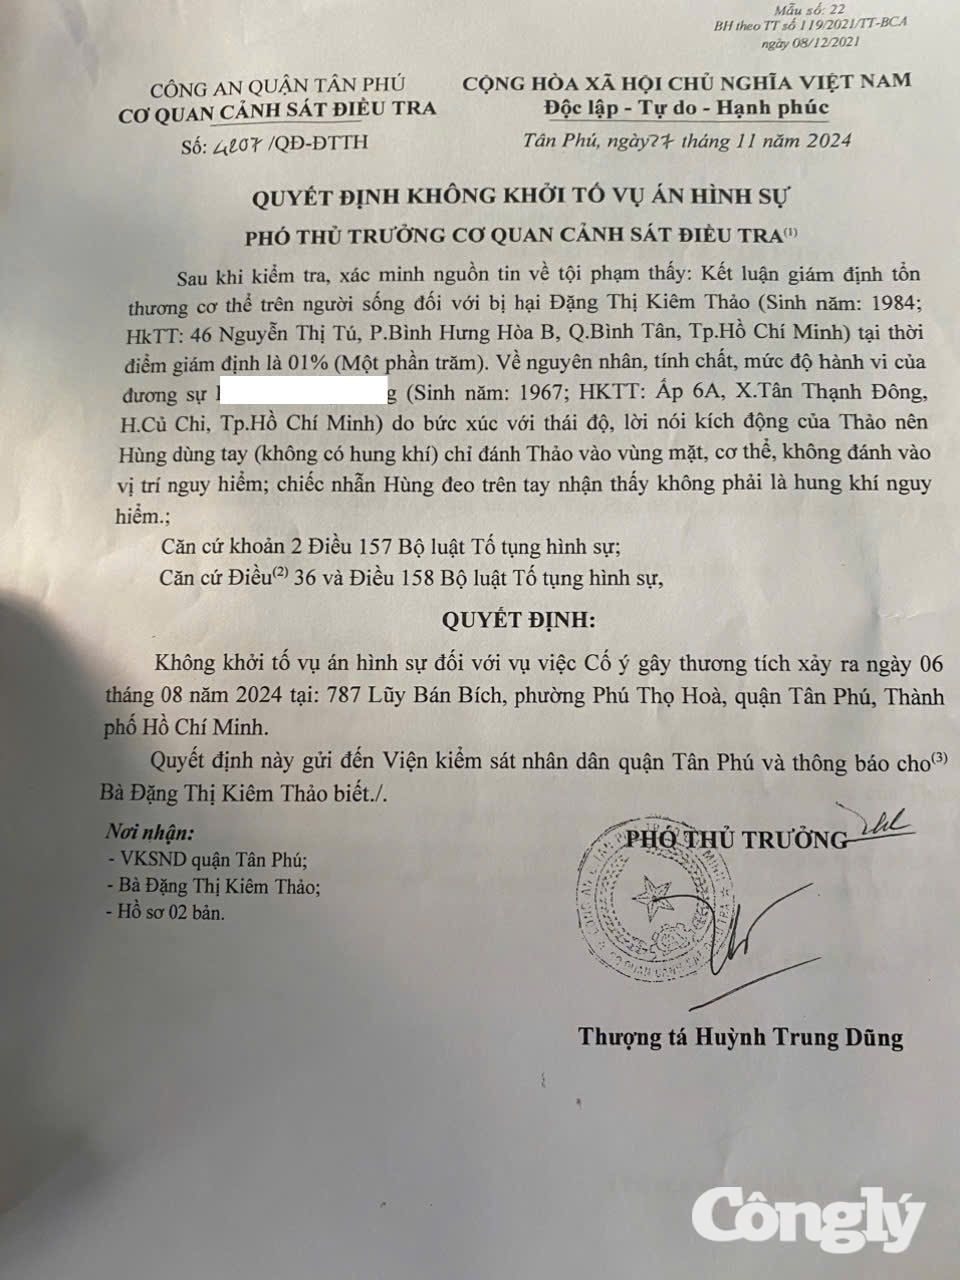 Mẫu số: 22
BH theo TT số 119/2021/TT-BCA
ngày 08/12/2021
CÔNG AN QUẬN TÂN PHÚ
CƠ QUAN CẢNH SÁT ĐIỀU TRA
Số: 4207/QĐ-ĐTTH
CỘNG HÒA XÃ HỘI CHỦ NGHĨA VIỆT NAM
Độc lập - Tự do - Hạnh phúc
Tân Phú, ngày 27 tháng 11 năm 2024
QUYẾT ĐỊNH KHÔNG KHỞI TỐ VỤ ÁN HÌNH SỰ
PHÓ THỦ TRƯỞNG CƠ QUAN CẢNH SÁT ĐIỀU TRA(1)
Sau khi kiểm tra, xác minh nguồn tin về tội phạm thấy: Kết luận giám định tổn
thương cơ thể trên người sống đối với bị hại Đặng Thị Kiêm Thảo (Sinh năm: 1984;
HkTT: 46 Nguyễn Thị Tú, P.Bình Hưng Hòa B, Q.Bình Tân, Tp.Hồ Chí Minh) tại thời
điểm giám định là 01% (Một phần trăm). Về nguyên nhân, tính chất, mức độ hành vi của
đương sự g (Sinh năm: 1967; HKTT: Ấp 6A, X.Tân Thạnh Đông,
H.Củ Chi, Tp.Hồ Chí Minh) do bức xúc với thái độ, lời nói kích động của Thảo nên
Hùng dùng tay (không có hung khí) chỉ đánh Thảo vào vùng mặt, cơ thể, không đánh vào
vị trí nguy hiểm; chiếc nhẫn Hùng đeo trên tay nhận thấy không phải là hung khí nguy
hiểm.;
Căn cứ khoản 2 Điều 157 Bộ luật Tố tụng hình sự;
Căn cứ Điều(2) 36 và Điều 158 Bộ luật Tố tụng hình sự,
QUYẾT ĐỊNH:
Không khởi tố vụ án hình sự đối với vụ việc Cố ý gây thương tích xảy ra ngày 06
tháng 08 năm 2024 tại: 787 Lũy Bán Bích, phường Phú Thọ Hoà, quận Tân Phú, Thành
phố Hồ Chí Minh.
Quyết định này gửi đến Viện kiểm sát nhân dân quận Tân Phú và thông báo cho(3)
Bà Đặng Thị Kiêm Thảo biết./.
Nơi nhận:
- VKSND quận Tân Phú;
- Bà Đặng Thị Kiêm Thảo;
- Hồ sơ 02 bản.
PHÓ THỦ TRƯỞNG
Thượng tá Huỳnh Trung Dũng
Cônglý